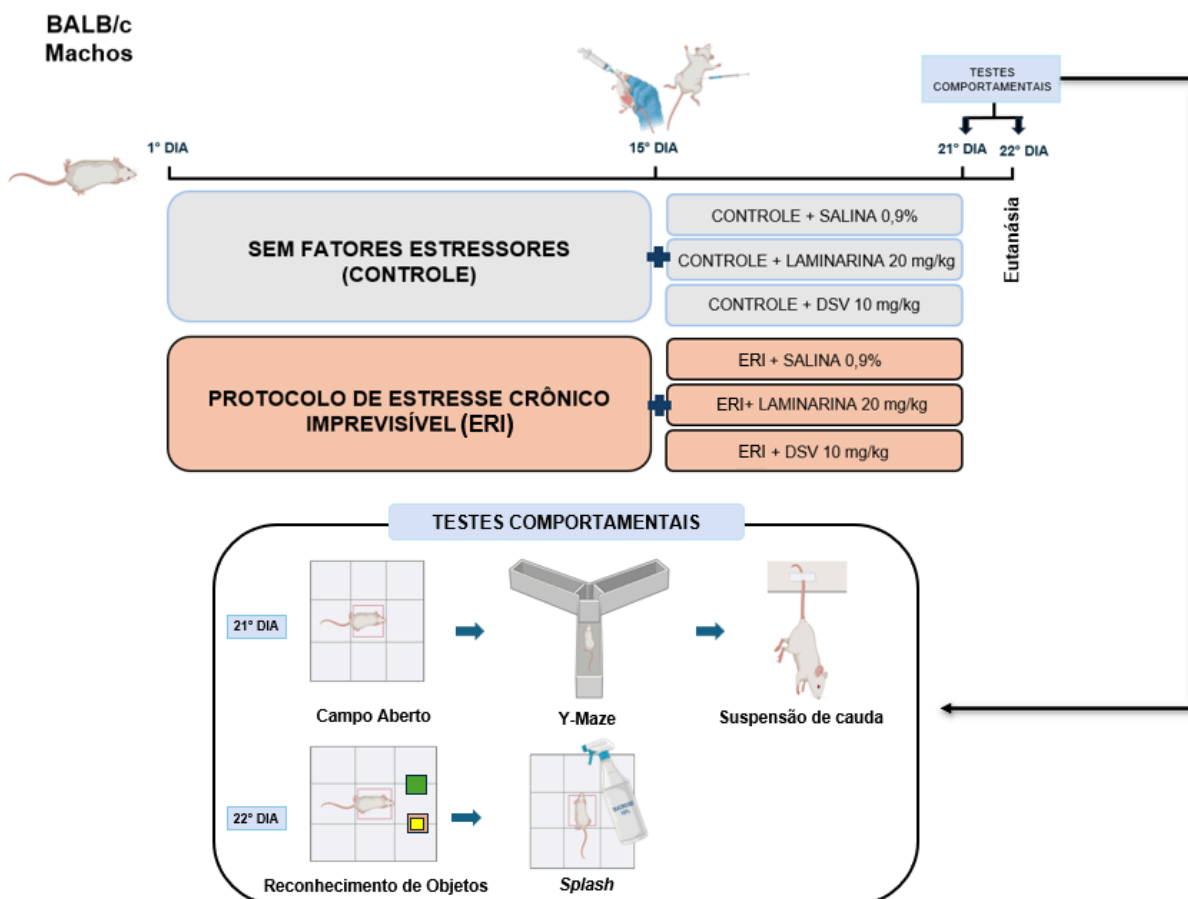 BALB/c
Machos
TESTES
COMPORTAMENTAIS
1° DIA
15° DIA
21° DIA
22° DIA
SEM FATORES ESTRESSORES
(CONTROLE)
CONTROLE + SALINA 0,9%
CONTROLE + LAMINARINA 20 mg/kg
CONTROLE + DSV 10 mg/kg
Eutanásia
PROTOCOLO DE ESTRESSE CRÔNICO
IMPREVISÍVEL (ERI)
ERI + SALINA 0,9%
ERI+ LAMINARINA 20 mg/kg
ERI + DSV 10 mg/kg
TESTES COMPORTAMENTAIS
21° DIA
Campo Aberto
Y-Maze
Suspensão de cauda
22° DIA
Reconhecimento de Objetos
Splash